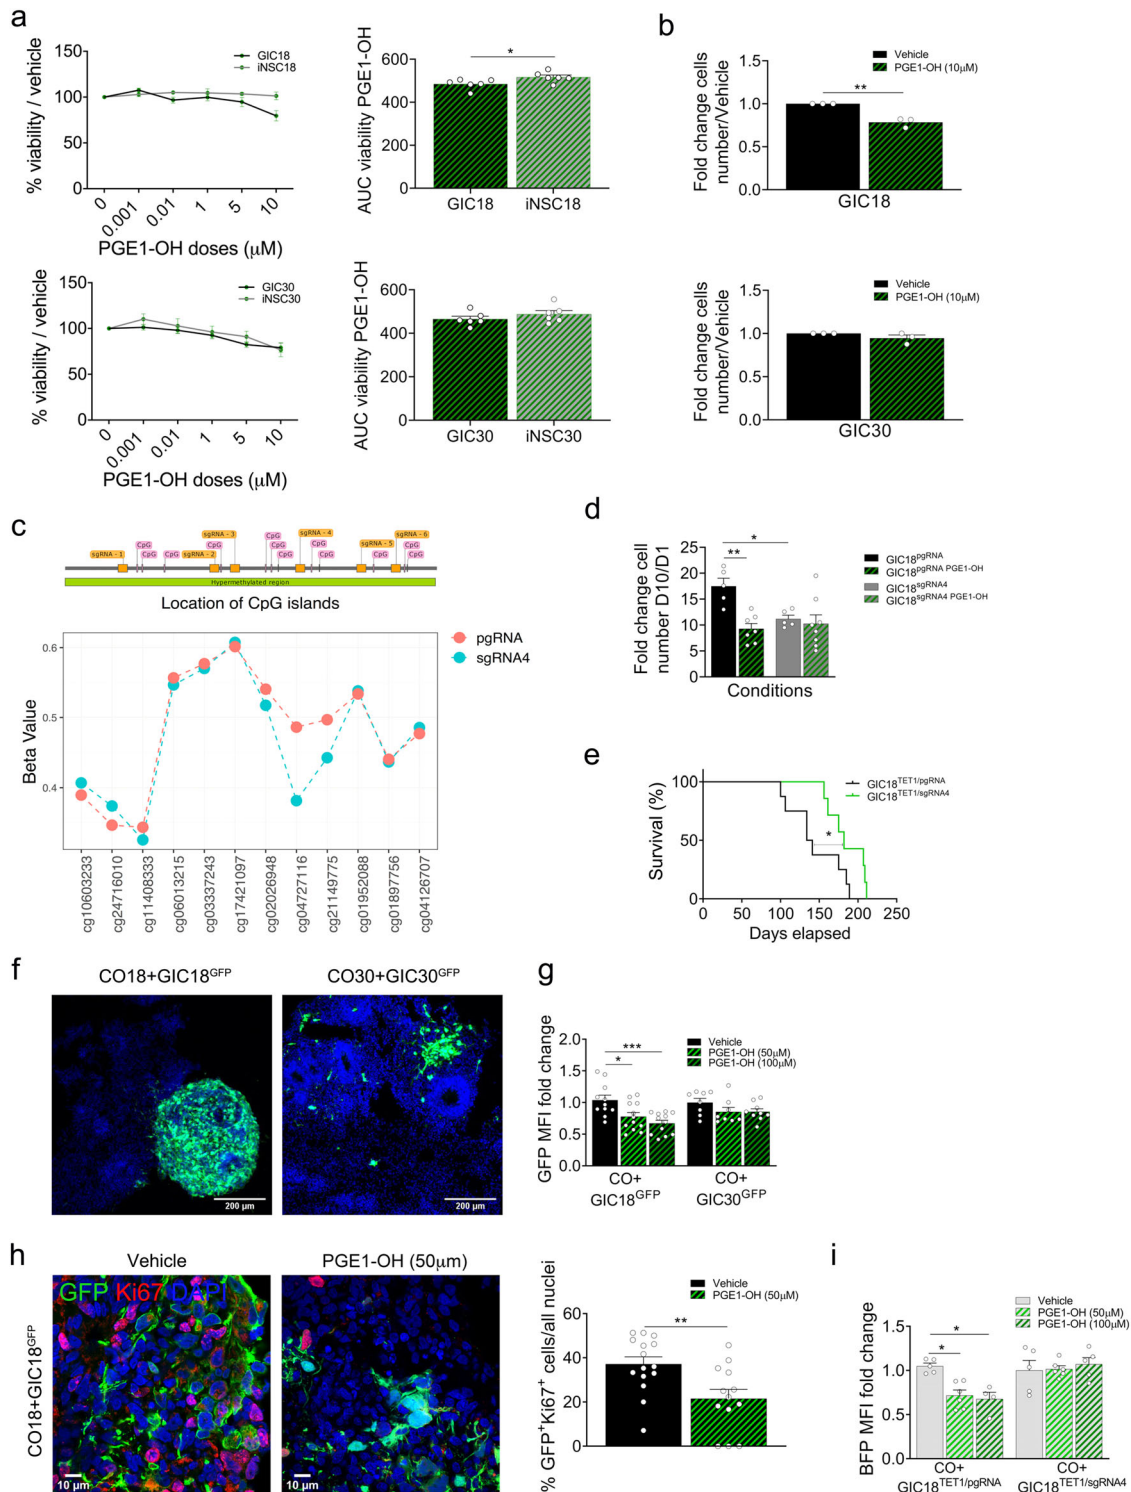 a
% viability / vehicle
150
100
50
0
0.001
0.01
1
5
10
PGE1-OH doses (μM)
GIC18
iNSC18
AUC viability PGE1-OH
600
400
200
0
*
GIC18
iNSC18
b
Fold change cells
number/Vehicle
1.5
1.0
0.5
0.0
**
Vehicle
PGE1-OH (10μM)
GIC18
% viability / vehicle
150
100
50
0
0.001
0.01
1
5
10
PGE1-OH doses (μM)
GIC30
iNSC30
AUC viability PGE1-OH
600
400
200
0
GIC30
iNSC30
Fold change cells
number/Vehicle
1.5
1.0
0.5
0.0
Vehicle
PGE1-OH (10μM)
GIC30
c
sgRNA - 1
CpG
CpG
CpG
sgRNA - 2
sgRNA - 3
CpG
CpG
CpG
CpG
sgRNA - 4
CpG
CpG
sgRNA - 5
sgRNA - 6
CpG
CpG
Hypermethylated region
Location of CpG islands
Beta Value
0.6
0.5
0.4
pgRNA
sgRNA4
cg10603233
cg24716010
cg11408333
cg06013215
cg03337243
cg17421097
cg02026948
cg04727116
cg21149775
cg01952088
cg01897756
cg04126707
d
Fold change cell
number D10/D1
25
20
15
10
5
0
**
*
Conditions
GIC18pgRNA
GIC18pgRNA PGE1-OH
GIC18sgRNA4
GIC18sgRNA4 PGE1-OH
e
Survival (%)
100
50
0
0
50
100
150
200
250
Days elapsed
*
GIC18TET1/pgRNA
GIC18TET1/sgRNA4
f
CO18+GIC18GFP
CO30+GIC30GFP
200 μm
200 μm
g
GFP MFI fold change
2.0
1.5
1.0
0.5
0.0
*
***
Vehicle
PGE1-OH (50μM)
PGE1-OH (100μM)
CO+
GIC18GFP
CO+
GIC30GFP
h
Vehicle
PGE1-OH (50μm)
CO18+GIC18GFP
GFP Ki67 DAPI
10 μm
10 μm
% GFP+Ki67+ cells/all nuclei
60
40
20
0
**
Vehicle
PGE1-OH (50μM)
i
BFP MFI fold change
2.0
1.5
1.0
0.5
0.0
*
*
Vehicle
PGE1-OH (50μM)
PGE1-OH (100μM)
CO+
GIC18TET1/pgRNA
CO+
GIC18TET1/sgRNA4